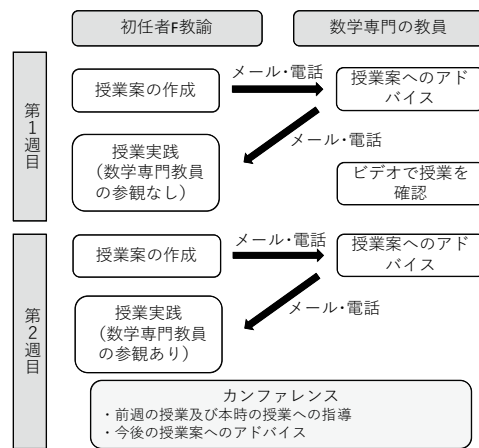 初任者F教諭
数学専門の教員
第1週目
授業案の作成
メール・電話
授業案へのアド
バイス
メール・電話
授業実践
（数学専門教員
の参観なし）
ビデオで授業を
確認
第2週目
授業案の作成
メール・電話
授業案へのアド
バイス
メール・電話
授業実践
（数学専門教員
の参観あり）
カンファレンス
・前週の授業及び本時の授業への指導
・今後の授業案へのアドバイス